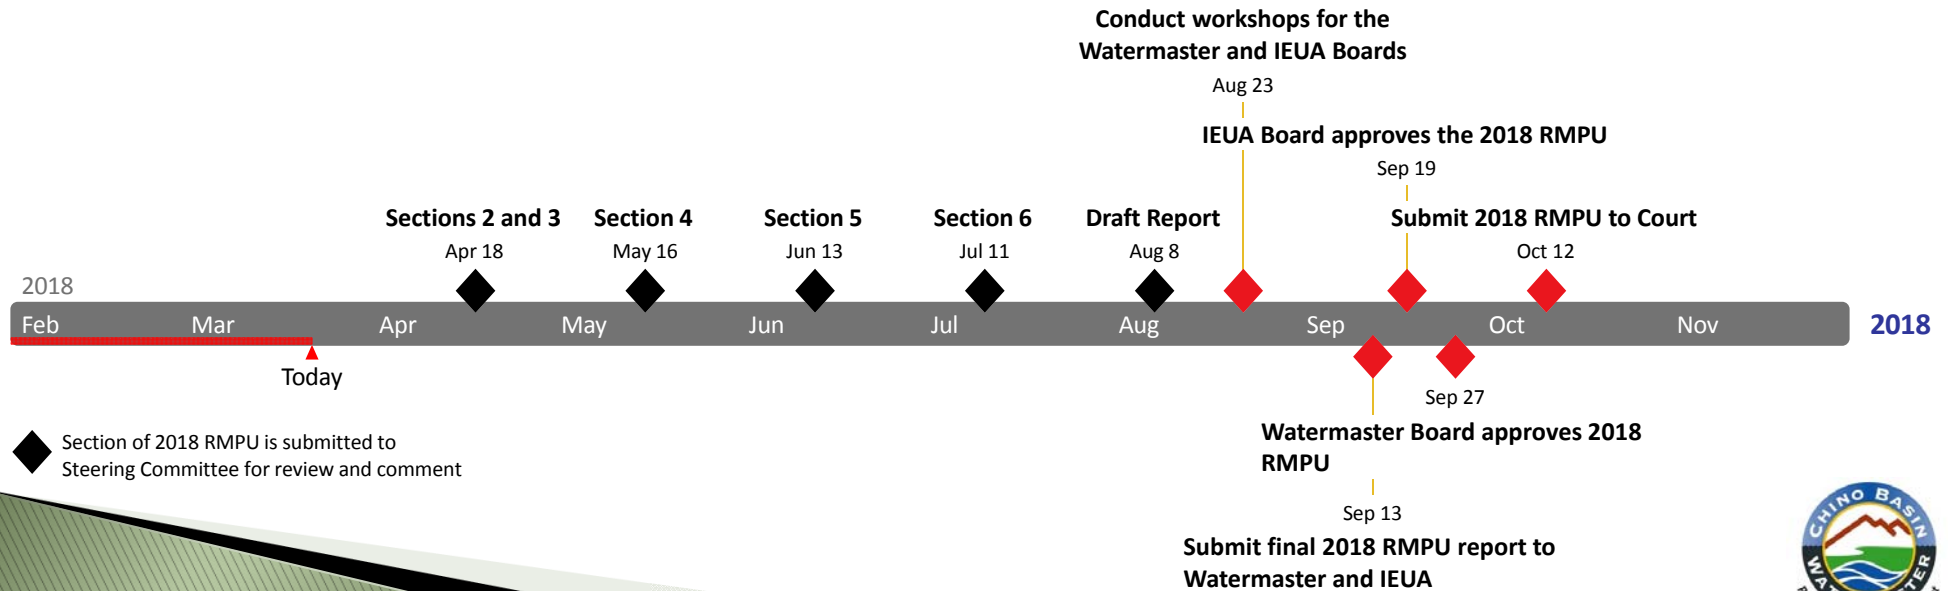 Conduct workshops for the
Watermaster and IEUA Boards
Aug 23
IEUA Board approves the 2018 RMPU
Sep 19
Sections 2 and 3
Apr 18
Section 4
May 16
Section 5
Jun 13
Section 6
Jul 11
Draft Report
Aug 8
Submit 2018 RMPU to Court
Oct 12
2018
Feb Mar Apr May Jun Jul Aug Sep Oct Nov
2018
Today
Sep 27
Watermaster Board approves 2018
RMPU
Sep 13
Submit final 2018 RMPU report to
Watermaster and IEUA
Section of 2018 RMPU is submitted to
Steering Committee for review and comment
CHINO BASIN